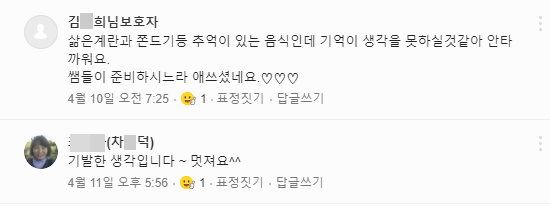 김 희님보호자
삶은계란과 쫀드기등 추억이 있는 음식인데 기억이 생각을 못하실것같아 안타
까워요.
쌤들이 준비하시느라 애쓰셨네요.♡♡♡
4월 10일 오전 7:25 · 1 · 표정짓기 · 답글쓰기
(차 덕)
기발한 생각입니다 ~ 멋져요^^
4월 11일 오후 5:56 · 1 · 표정짓기 · 답글쓰기